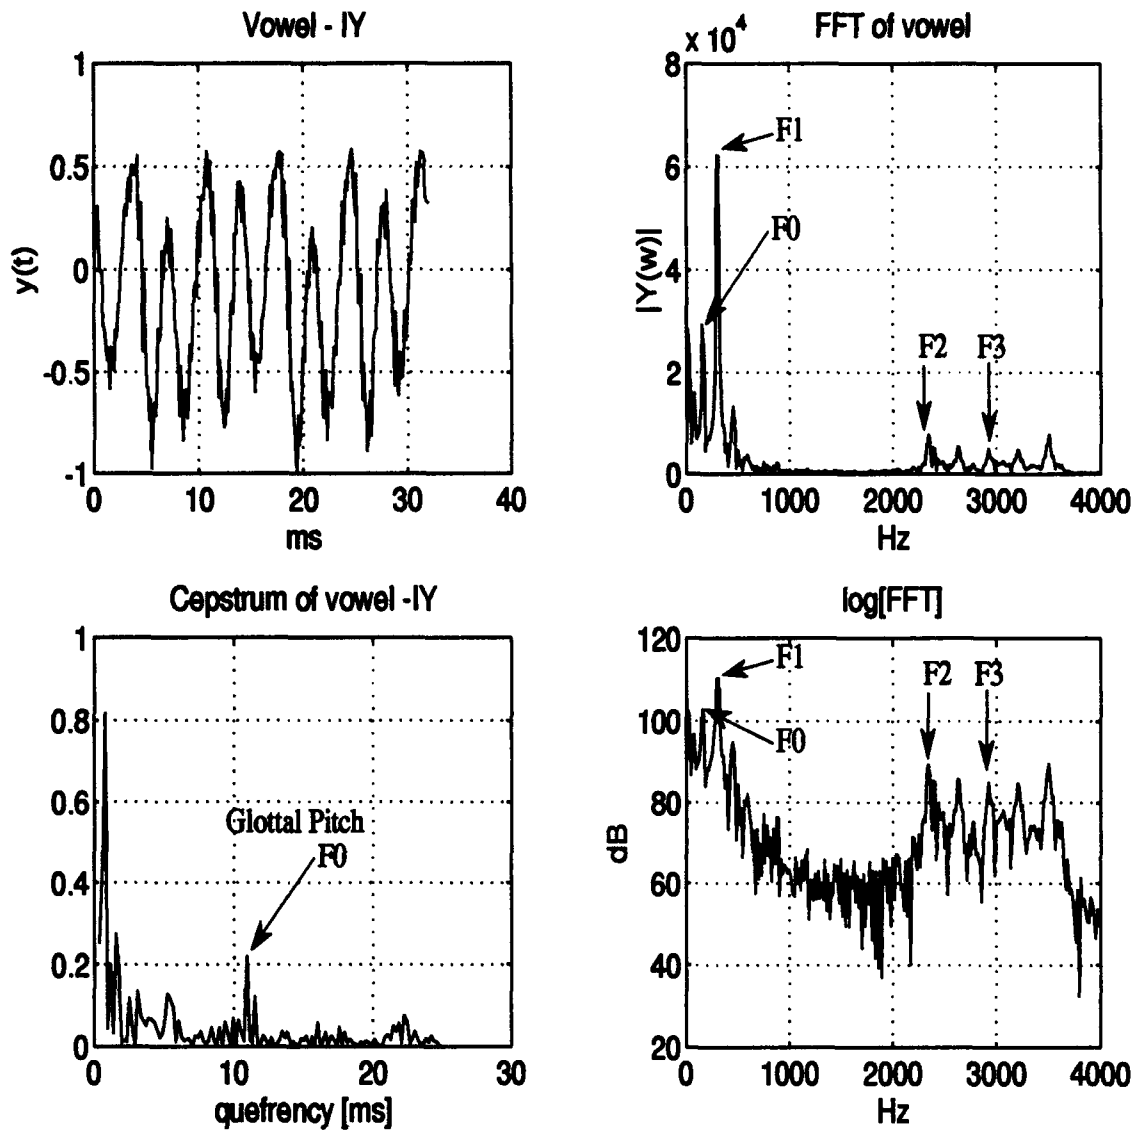 Vowel - IY
1
0.5
0
-0.5
-1
y(t)
0 10 20 30 40
ms
FFT of vowel
x 10^4
8
6
4
2
0
|Y(w)|
F1
F0
F2 F3
0 1000 2000 3000 4000
Hz
Cepstrum of vowel -IY
1
0.8
0.6
0.4
0.2
0
Glottal Pitch
F0
0 10 20 30
quefrency [ms]
log[FFT]
120
100
80
60
40
20
dB
F1
F0
F2 F3
0 1000 2000 3000 4000
Hz